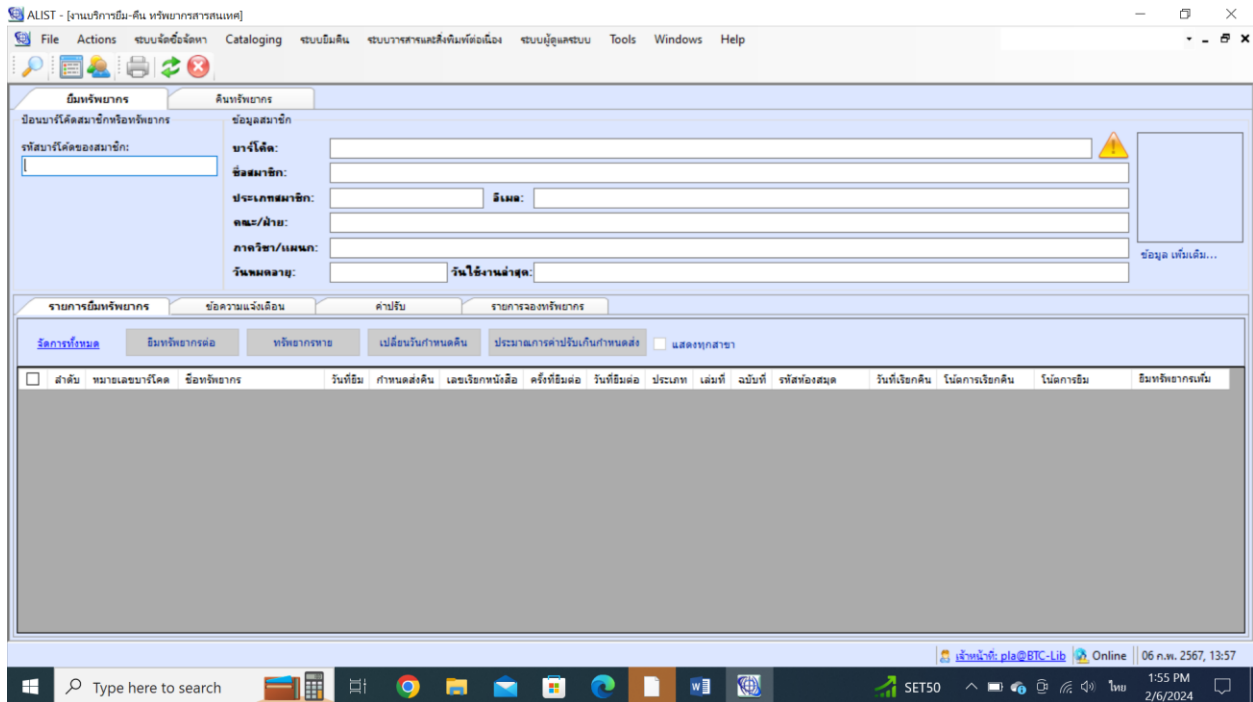 ALIST - [งานบริการยืม-คืน ทรัพยากรสารสนเทศ]
File Actions ระบบจัดซื้อจัดหา Cataloging ระบบยืมคืน ระบบวารสารและสิ่งพิมพ์ต่อเนื่อง ระบบผู้ดูแลระบบ Tools Windows Help
ยืมทรัพยากร คืนทรัพยากร
ป้อนบาร์โค้ดสมาชิกหรือทรัพยากร ข้อมูลสมาชิก
รหัสบาร์โค้ดของสมาชิก: บาร์โค้ด:
ชื่อสมาชิก:
ประเภทสมาชิก: อีเมล:
คณะ/ฝ่าย:
ภาควิชา/แผนก:
ข้อมูล เพิ่มเติม...
วันหมดอายุ: วันใช้งานล่าสุด:
รายการยืมทรัพยากร ข้อความแจ้งเตือน ค่าปรับ รายการจองทรัพยากร
จัดการทั้งหมด ยืมทรัพยากรต่อ ทรัพยากรหาย เปลี่ยนวันกำหนดคืน ประมาณการค่าปรับเกินกำหนดส่ง แสดงทุกสาขา
ลำดับ หมายเลขบาร์โคด ชื่อทรัพยากร วันที่ยืม กำหนดส่งคืน เลขเรียกหนังสือ ครั้งที่ยืมต่อ วันที่ยืมต่อ ประเภท เล่มที่ ฉบับที่ รหัสห้องสมุด วันที่เรียกคืน โน้ตการเรียกคืน โน้ตการยืม ยืมทรัพยากรเพิ่ม
เจ้าหน้าที่: pla@BTC-Lib Online 06 ก.พ. 2567, 13:57
Type here to search SET50 ไทย 1:55 PM
2/6/2024